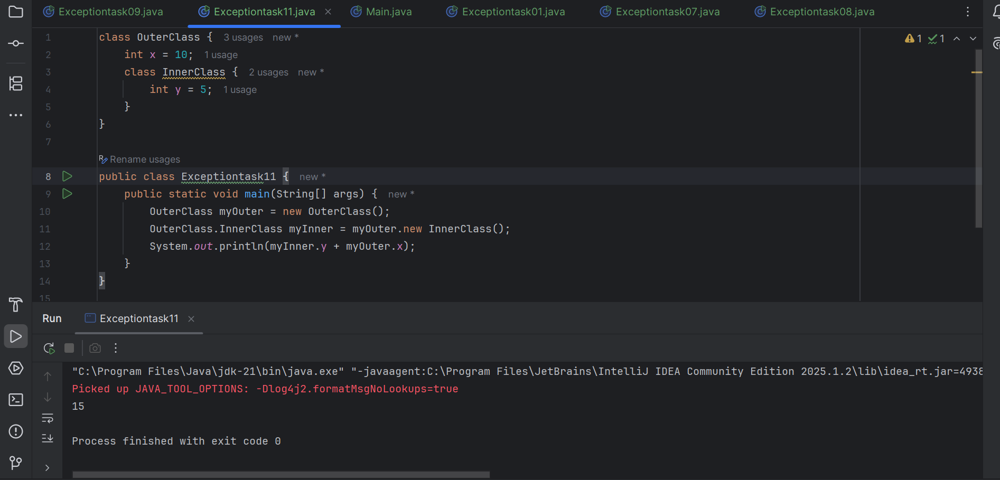 Exceptiontask09.java Exceptiontask11.java Main.java Exceptiontask01.java Exceptiontask07.java Exceptiontask08.java
1 class OuterClass { 3 usages new *
2 int x = 10; 1 usage
3 class InnerClass { 2 usages new *
4 int y = 5; 1 usage
5 }
6 }
7
Rename usages
8 public class Exceptiontask11 { new *
9 public static void main(String[] args) { new *
10 OuterClass myOuter = new OuterClass();
11 OuterClass.InnerClass myInner = myOuter.new InnerClass();
12 System.out.println(myInner.y + myOuter.x);
13 }
14 }
15
1 1
Run Exceptiontask11
"C:\Program Files\Java\jdk-21\bin\java.exe" "-javaagent:C:\Program Files\JetBrains\IntelliJ IDEA Community Edition 2025.1.2\lib\idea_rt.jar=4938
Picked up JAVA_TOOL_OPTIONS: -Dlog4j2.formatMsgNoLookups=true
15
Process finished with exit code 0